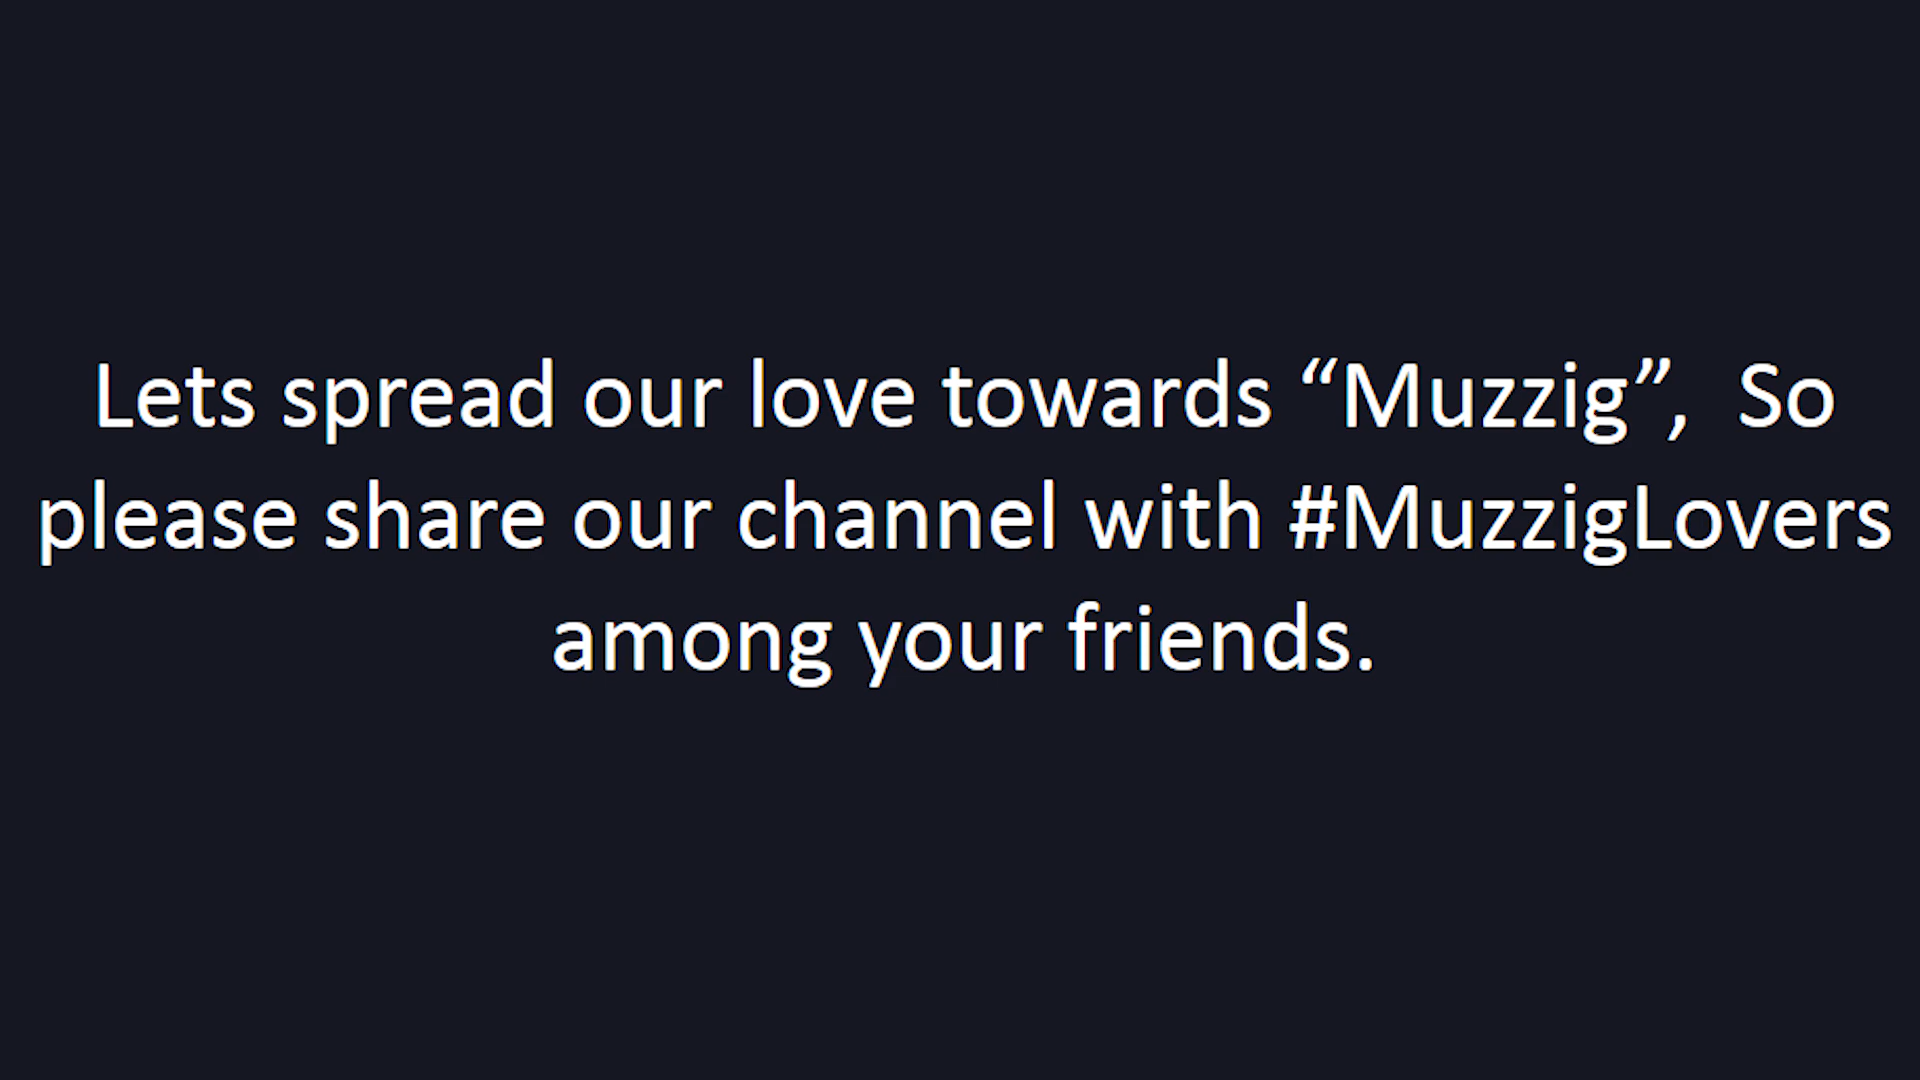 Lets spread our love towards “Muzzig”,  So
please share our channel with #MuzzigLovers
among your friends.